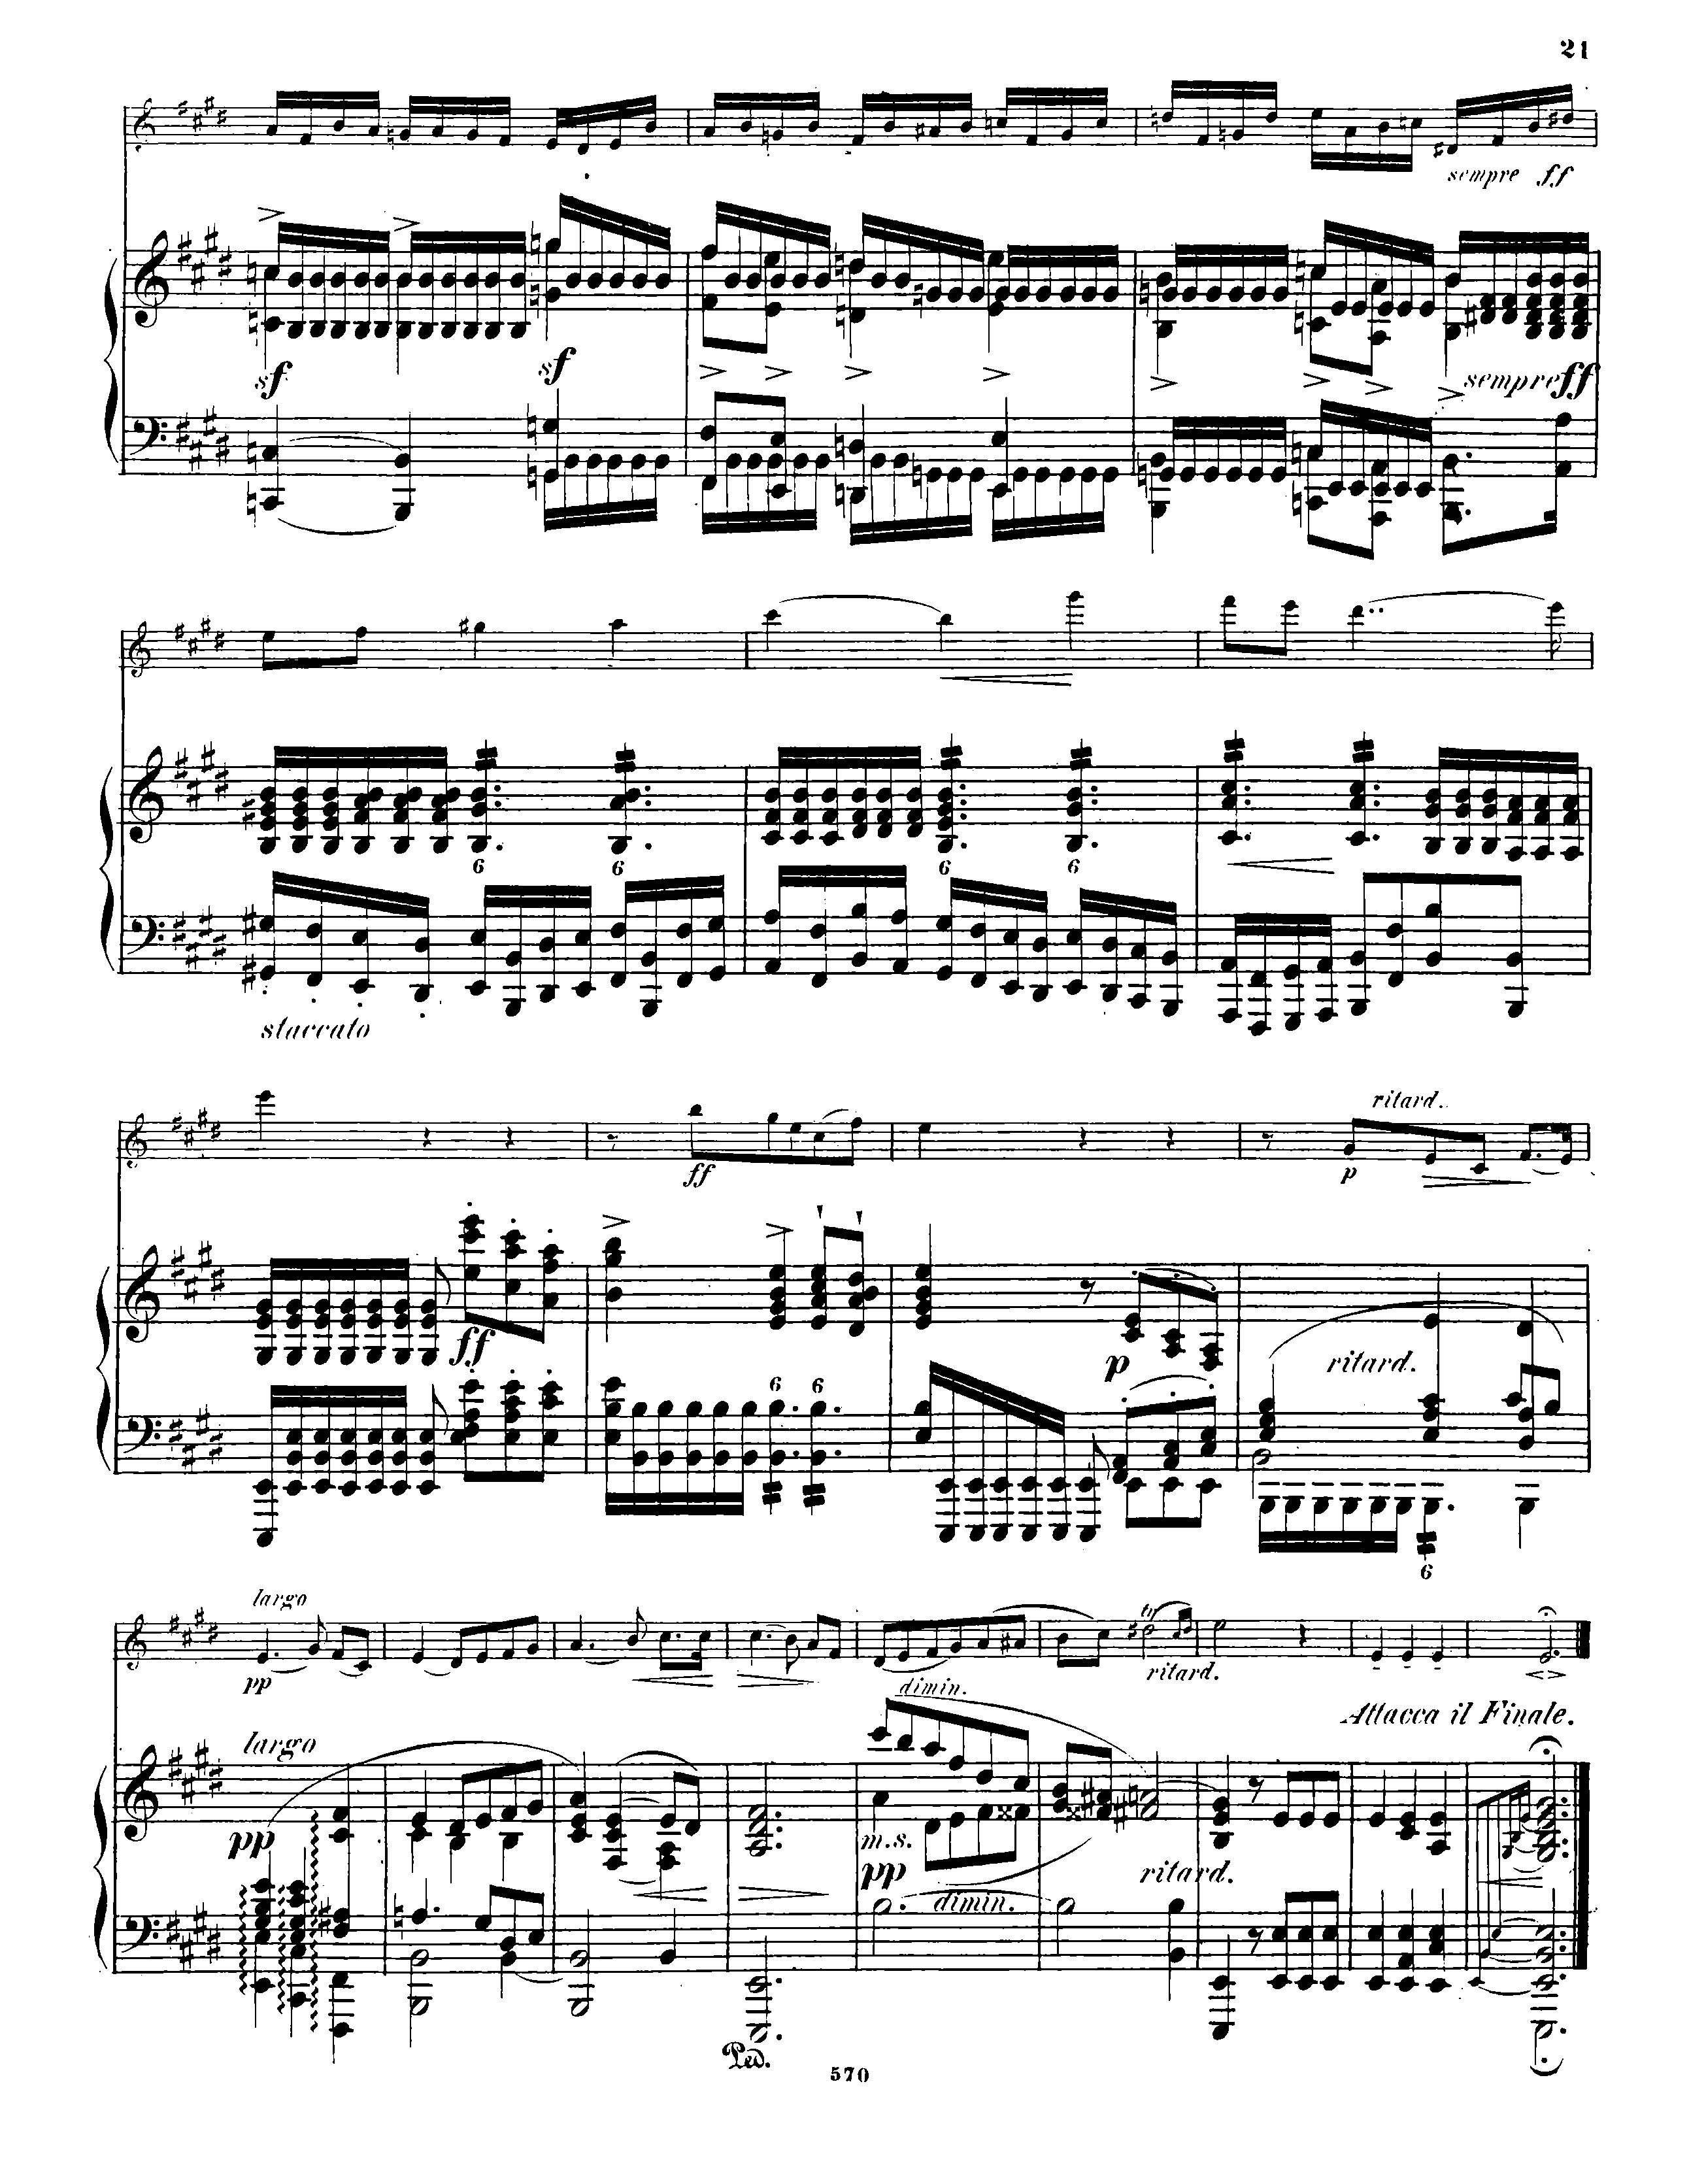 21
sempre ff
sf
sf
sempre ff
6
6
6
6
staccato
ritard.
ff
p
ff
6
6
p
ritard.
6
largo
pp
ritard.
dimin.
Attacca il Finale.
largo
pp
m.s.
pp
ritard.
dimin.
Ped.
570